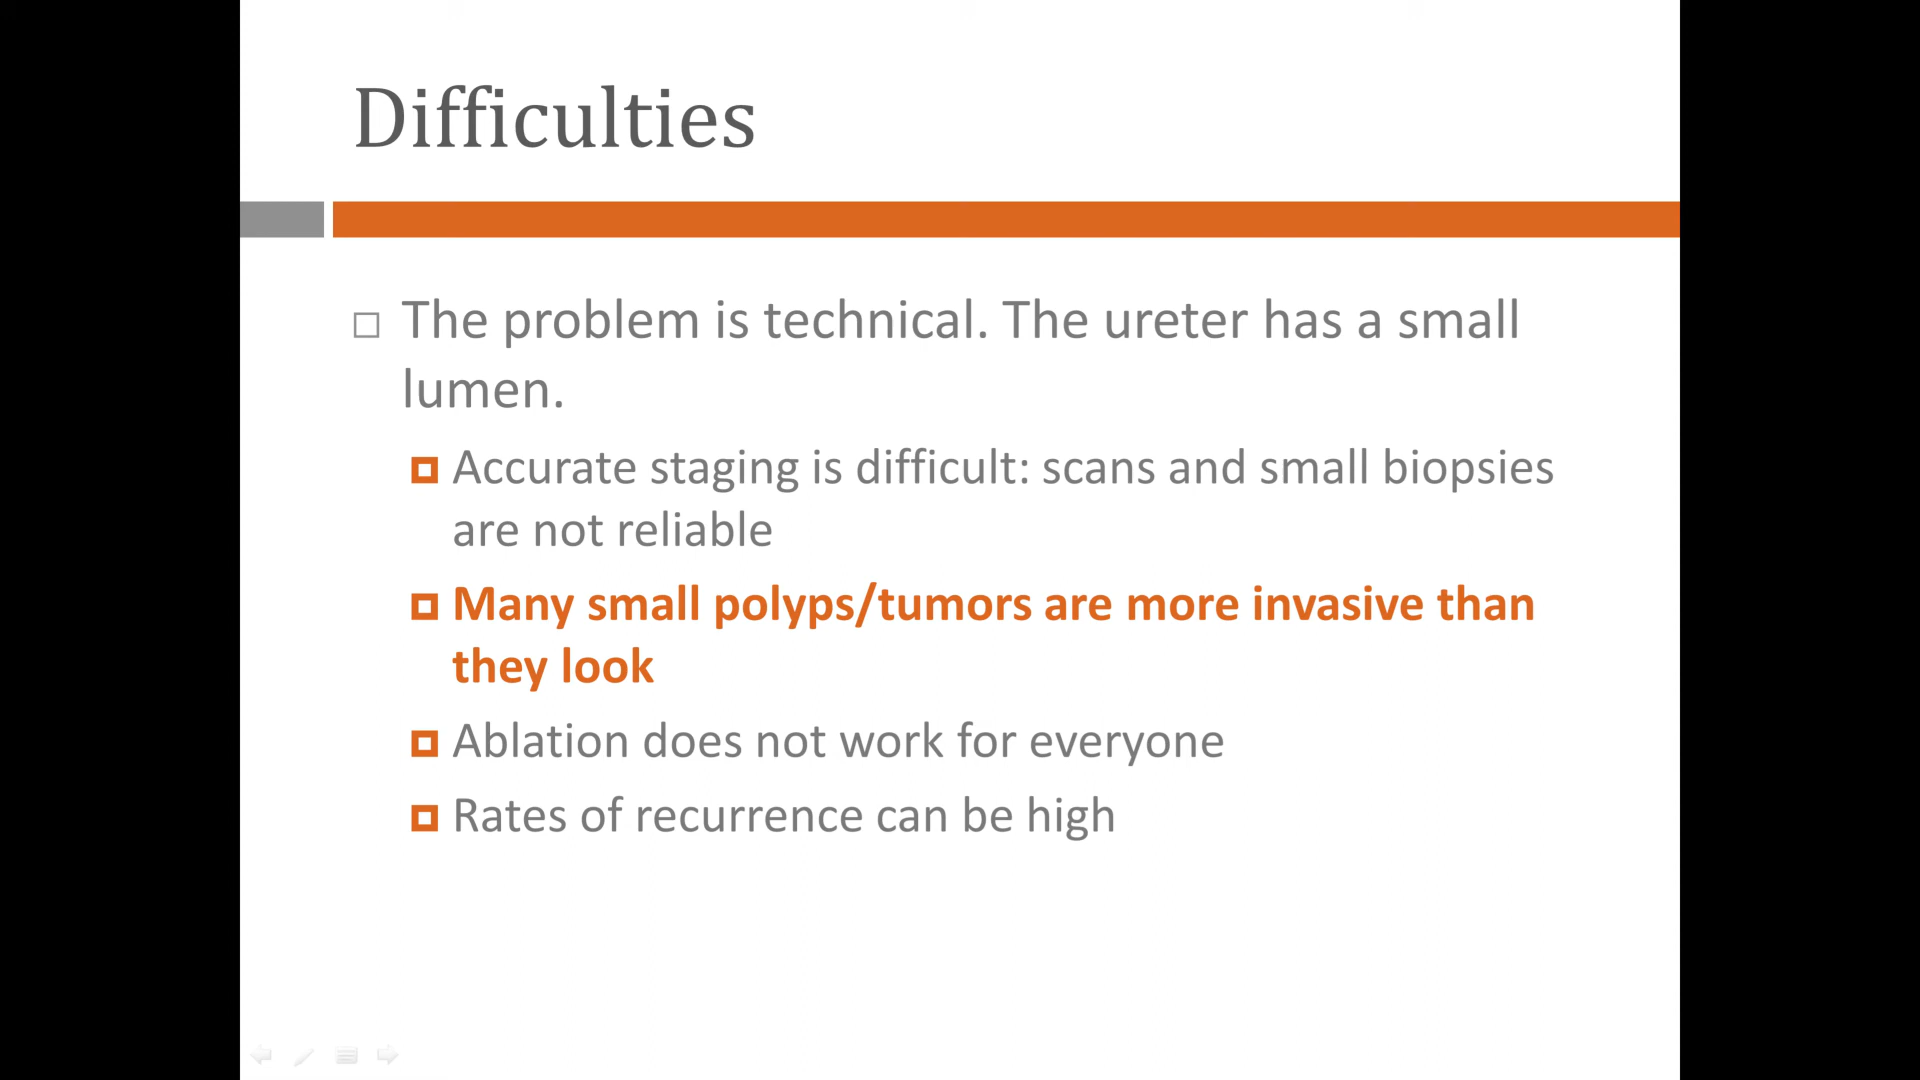 Difficulties
The problem is technical. The ureter has a small
lumen.
Accurate staging is difficult: scans and small biopsies
are not reliable
Many small polyps/tumors are more invasive than
they look
Ablation does not work for everyone
Rates of recurrence can be high